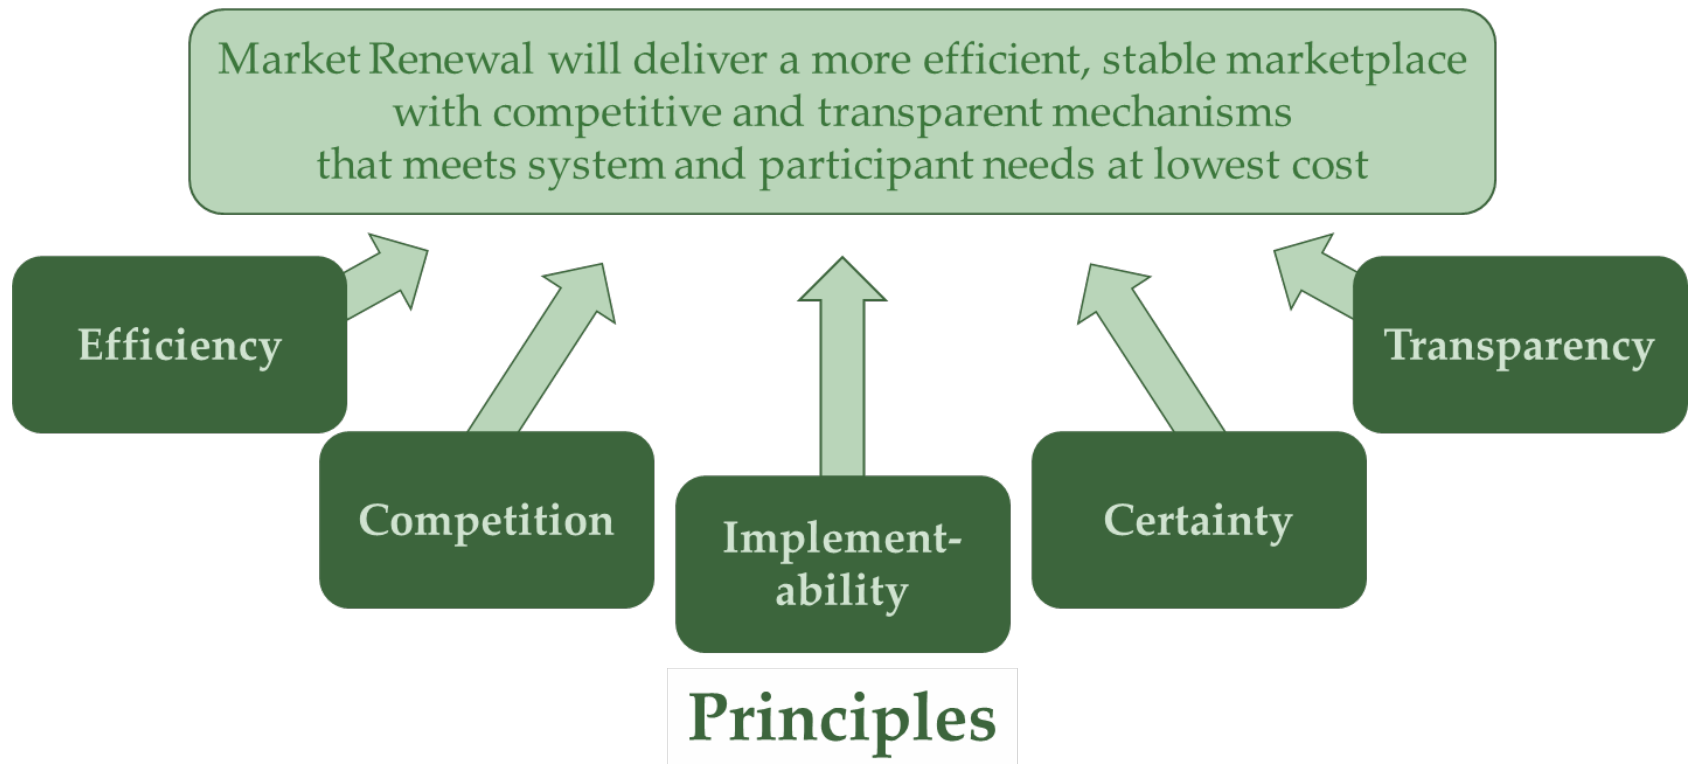 Market Renewal will deliver a more efficient, stable marketplace
with competitive and transparent mechanisms
that meets system and participant needs at lowest cost
Efficiency
Competition
Implement-
ability
Certainty
Transparency
Principles